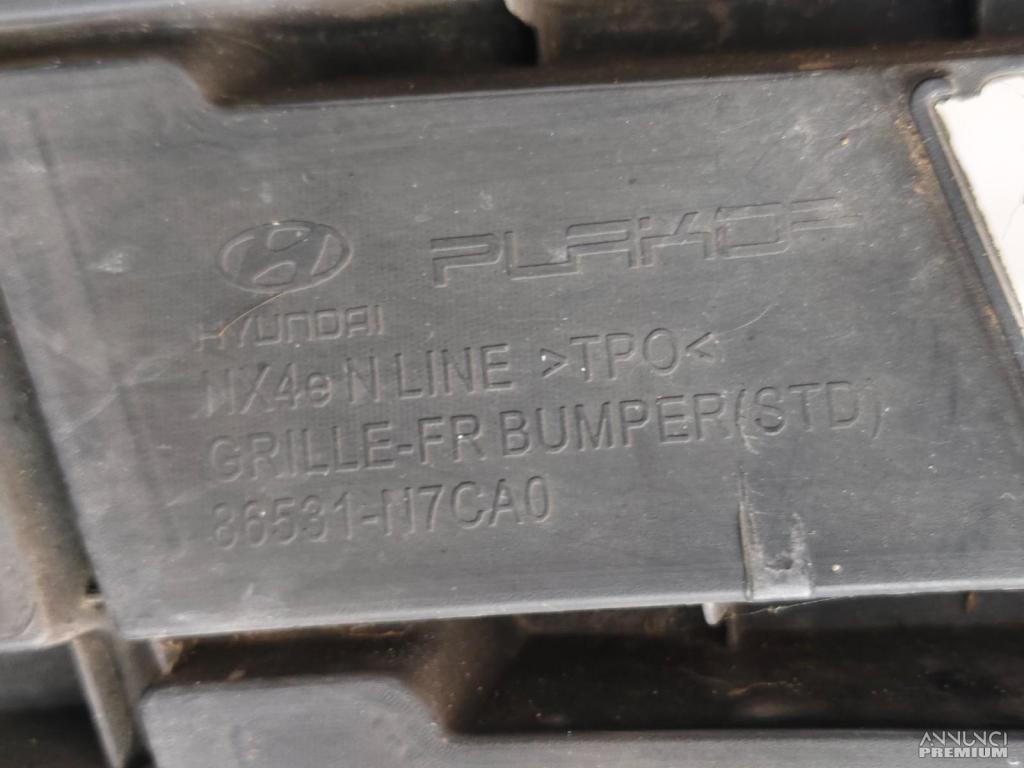 PLAKOR
HYUNDAI
NX4e N LINE >TPO<
GRILLE-FR BUMPER(STD)
86531-N7CA0
ANNUNCI
PREMIUM